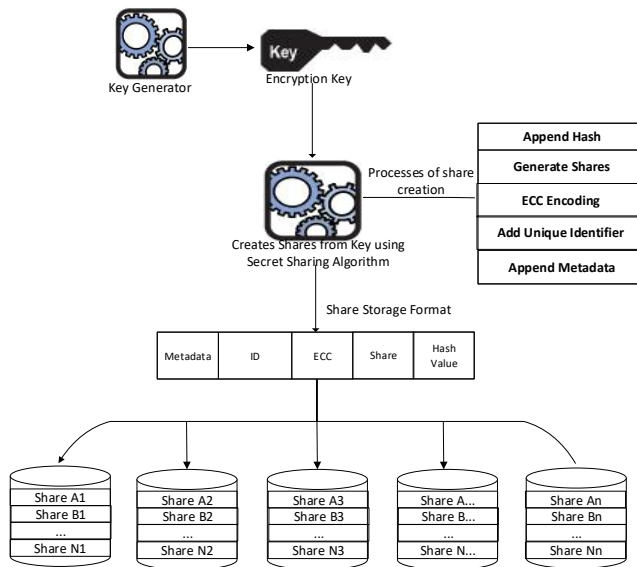 Key
Key Generator
Encryption Key
Append Hash
Generate Shares
ECC Encoding
Add Unique Identifier
Append Metadata
Processes of share
creation
Creates Shares from Key using
Secret Sharing Algorithm
Share Storage Format
Metadata
ID
ECC
Share
Hash
Value
Share A1
Share B1
...
Share N1
Share A2
Share B2
...
Share N2
Share A3
Share B3
...
Share N3
Share A...
Share B...
...
Share N...
Share An
Share Bn
...
Share Nn